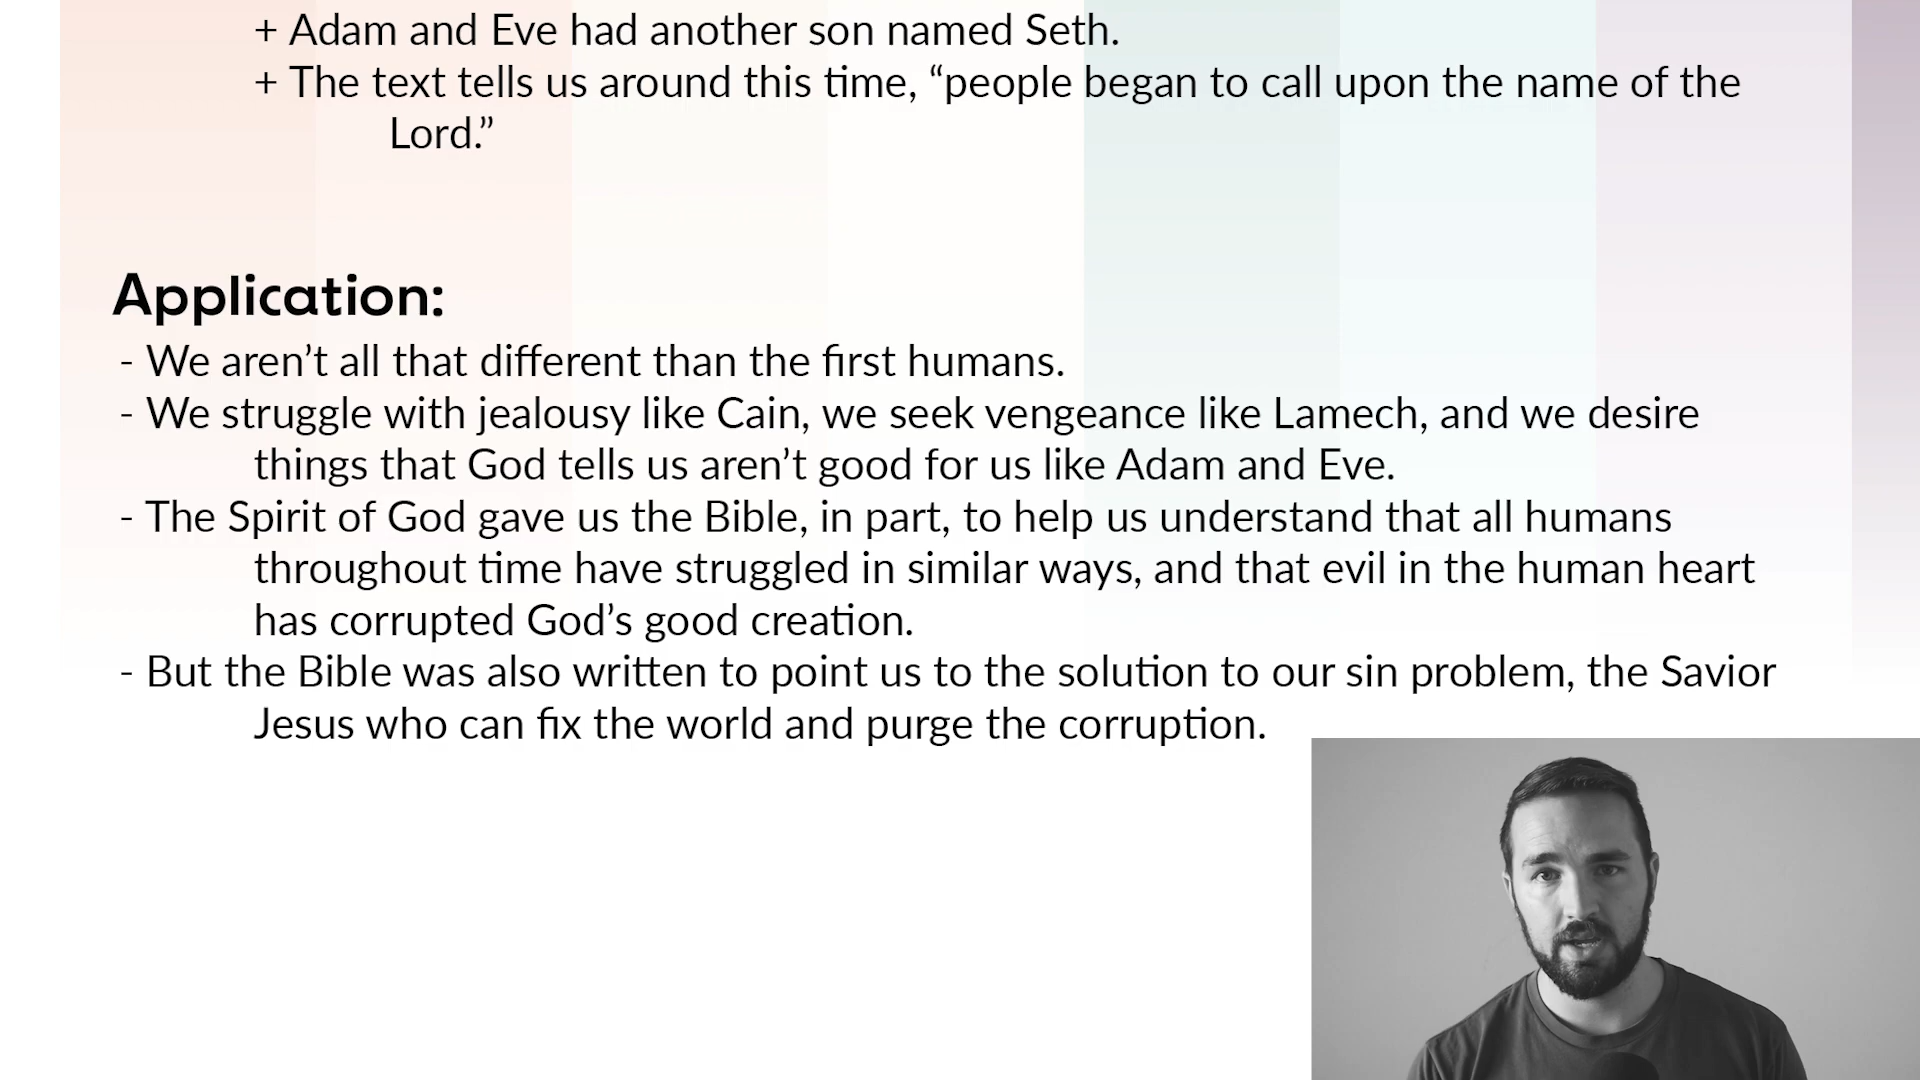 + Adam and Eve had another son named Seth.
+ The text tells us around this time, “people began to call upon the name of the
Lord.”
Application:
- We aren’t all that different than the first humans.
- We struggle with jealousy like Cain, we seek vengeance like Lamech, and we desire
things that God tells us aren’t good for us like Adam and Eve.
- The Spirit of God gave us the Bible, in part, to help us understand that all humans
throughout time have struggled in similar ways, and that evil in the human heart
has corrupted God’s good creation.
- But the Bible was also written to point us to the solution to our sin problem, the Savior
Jesus who can fix the world and purge the corruption.